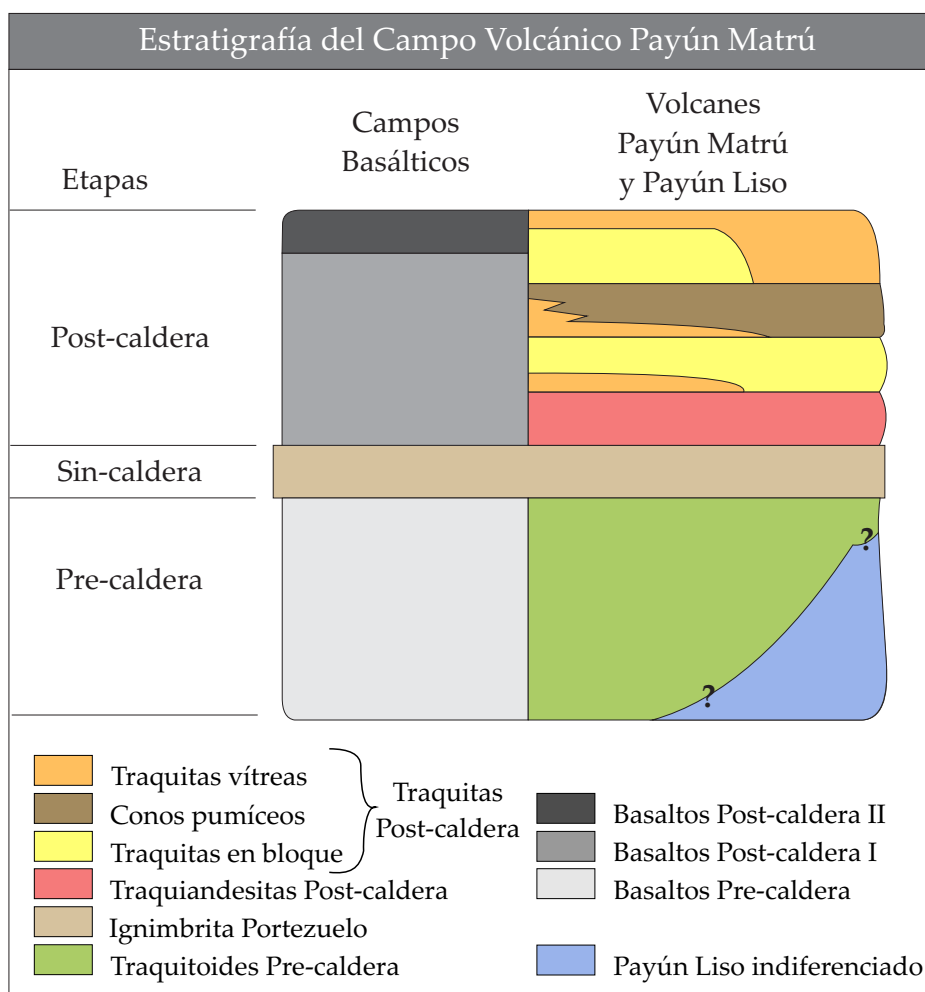 Estratigrafía del Campo Volcánico Payún Matrú
Etapas
Campos
Basálticos
Volcanes
Payún Matrú
y Payún Liso
Post-caldera
Sin-caldera
Pre-caldera
?
?
Traquitas vítreas
Conos pumíceos
Traquitas en bloque
Traquitas
Post-caldera
Traquiandesitas Post-caldera
Ignimbrita Portezuelo
Traquitoides Pre-caldera
Basaltos Post-caldera II
Basaltos Post-caldera I
Basaltos Pre-caldera
Payún Liso indiferenciado